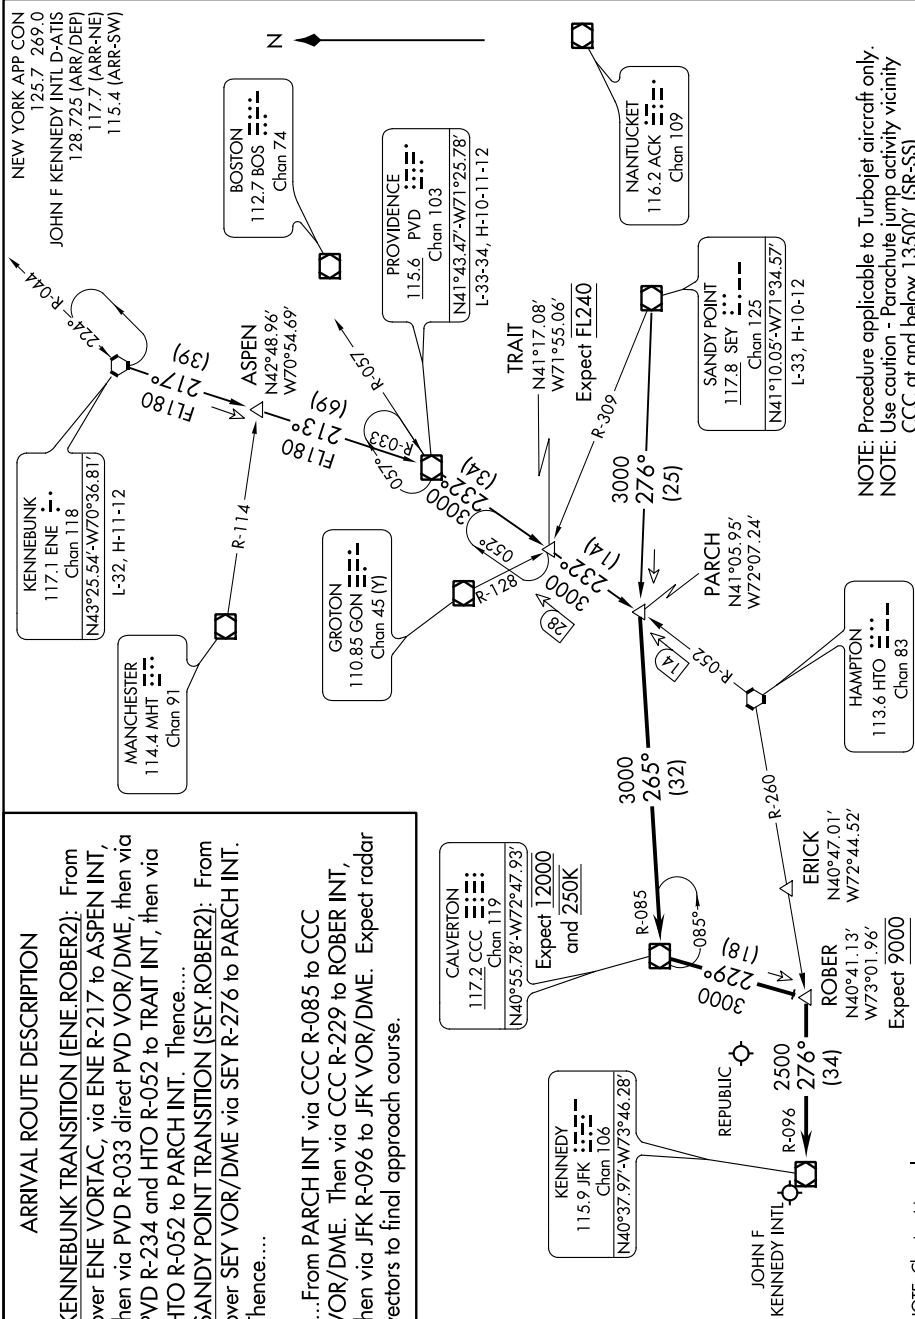 NEW YORK APP CON
125.7 269.0
JOHN F KENNEDY INTL D-ATIS
128.725 (ARR/DEP)
117.7 (ARR-NE)
115.4 (ARR-SW)
ARRIVAL ROUTE DESCRIPTION
KENNEBUNK TRANSITION (ENE.ROBER2): From
over ENE VORTAC, via ENE R-217 to ASPEN INT,
then via PVD R-033 direct PVD VOR/DME, then via
PVD R-234 and HTO R-052 to TRAIT INT, then via
HTO R-052 to PARCH INT. Thence....
SANDY POINT TRANSITION (SEY.ROBER2): From
over SEY VOR/DME via SEY R-276 to PARCH INT.
Thence....
....From PARCH INT via CCC R-085 to CCC
VOR/DME. Then via CCC R-229 to ROBER INT,
then via JFK R-096 to JFK VOR/DME. Expect radar
vectors to final approach course.
KENNEBUNK
117.1 ENE
Chan 118
N43°25.54'-W70°36.81'
L-32, H-11-12
224°
R-044
FL180
217°
(39)
MANCHESTER
114.4 MHT
Chan 91
R-114
ASPEN
N42°48.96'
W70°54.69'
FL180
213°
(69)
N
BOSTON
112.7 BOS
Chan 74
R-057
R-033
057°
PROVIDENCE
115.6 PVD
Chan 103
N41°43.47'-W71°25.78'
L-33-34, H-10-11-12
3000
232°
(34)
GROTON
110.85 GON
Chan 45 (Y)
R-128
052°
TRAIT
N41°17.08'
W71°55.06'
Expect FL240
R-309
3000
232°
(14)
28
NANTUCKET
116.2 ACK
Chan 109
SANDY POINT
117.8 SEY
Chan 125
N41°10.05'-W71°34.57'
L-33, H-10-12
3000
276°
(25)
PARCH
N41°05.95'
W72°07.24'
14
R-052
HAMPTON
113.6 HTO
Chan 83
R-260
3000
265°
(32)
CALVERTON
117.2 CCC
Chan 119
N40°55.78'-W72°47.93'
Expect 12000
and 250K
R-085
085°
3000
229°
(18)
ERICK
N40°47.01'
W72°44.52'
ROBER
N40°41.13'
W73°01.96'
Expect 9000
2500
276°
(34)
R-096
REPUBLIC
KENNEDY
115.9 JFK
Chan 106
N40°37.97'-W73°46.28'
JOHN F
KENNEDY INTL
NOTE: Procedure applicable to Turbojet aircraft only.
NOTE: Use caution - Parachute jump activity vicinity
CCC at and below 13500' (SR-SS)